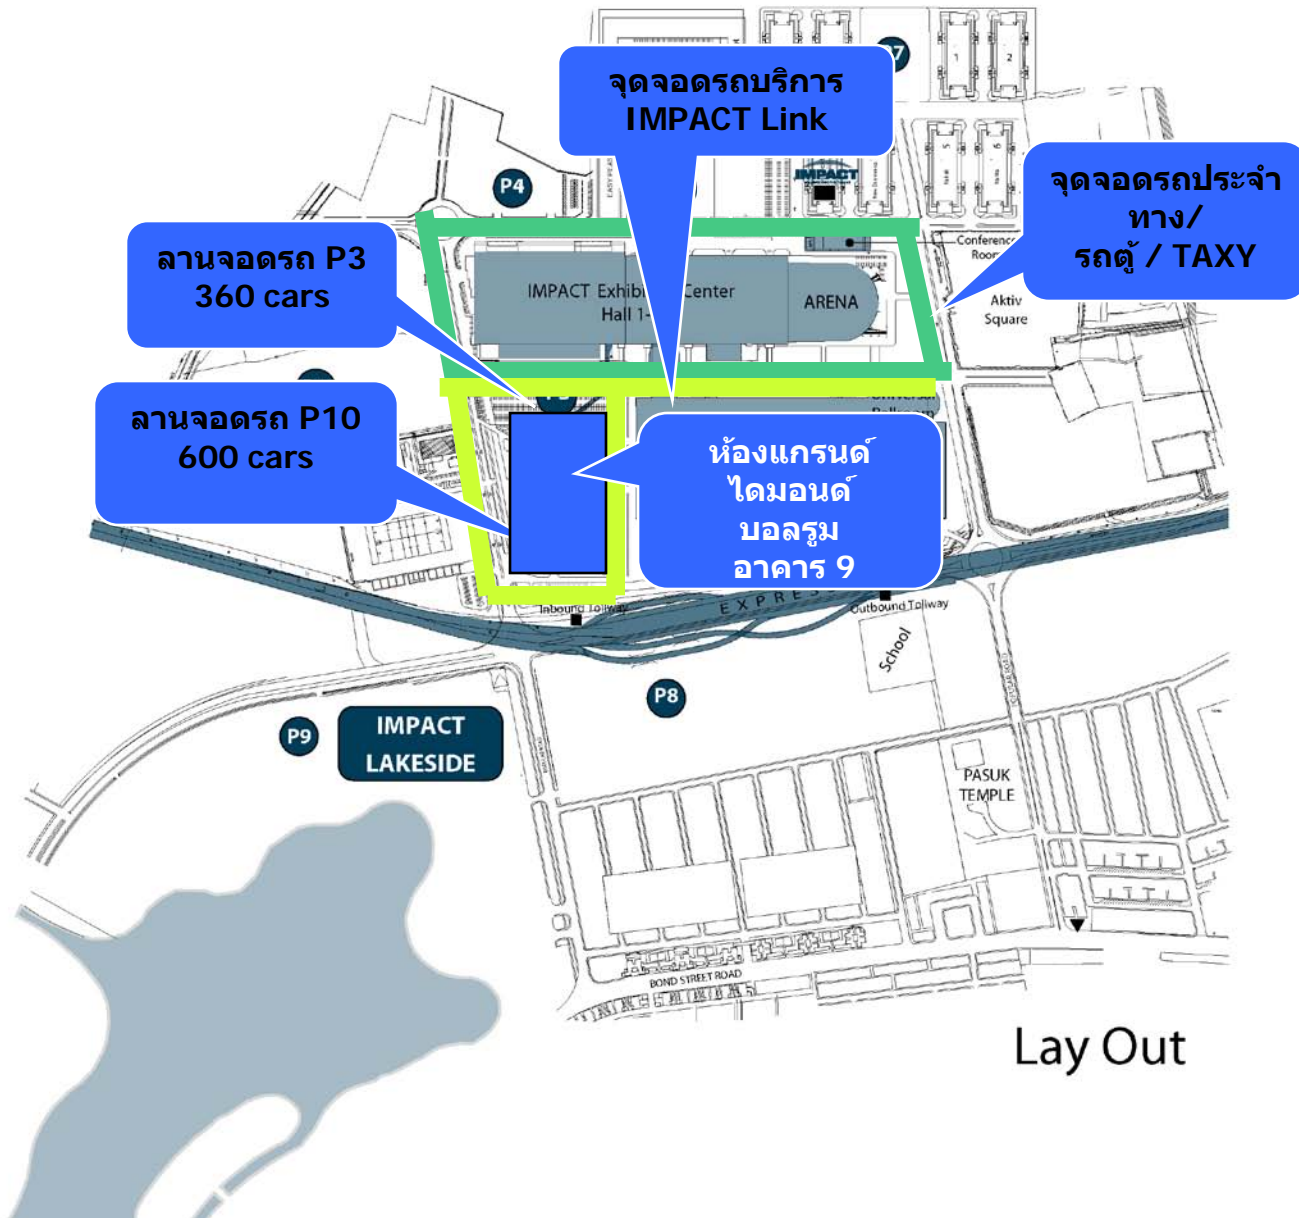 จุดจอดรถบริการ
IMPACT Link
1
2
5
6
IMPACT
P4
จุดจอดรถประจำ
ทาง/
รถตู้ / TAXY
ลานจอดรถ P3
360 cars
IMPACT Exhibi
Center
Hall 1-
ARENA
Conference
Room
Aktiv
Square
ลานจอดรถ P10
600 cars
ห้องแกรนด์
ไดมอนด์
บอลรูม
อาคาร 9
Inbound Tollway
EXPRES
Outbound Tollway
School
P8
P9
IMPACT
LAKESIDE
PASUK
TEMPLE
BOND STREET ROAD
Lay Out